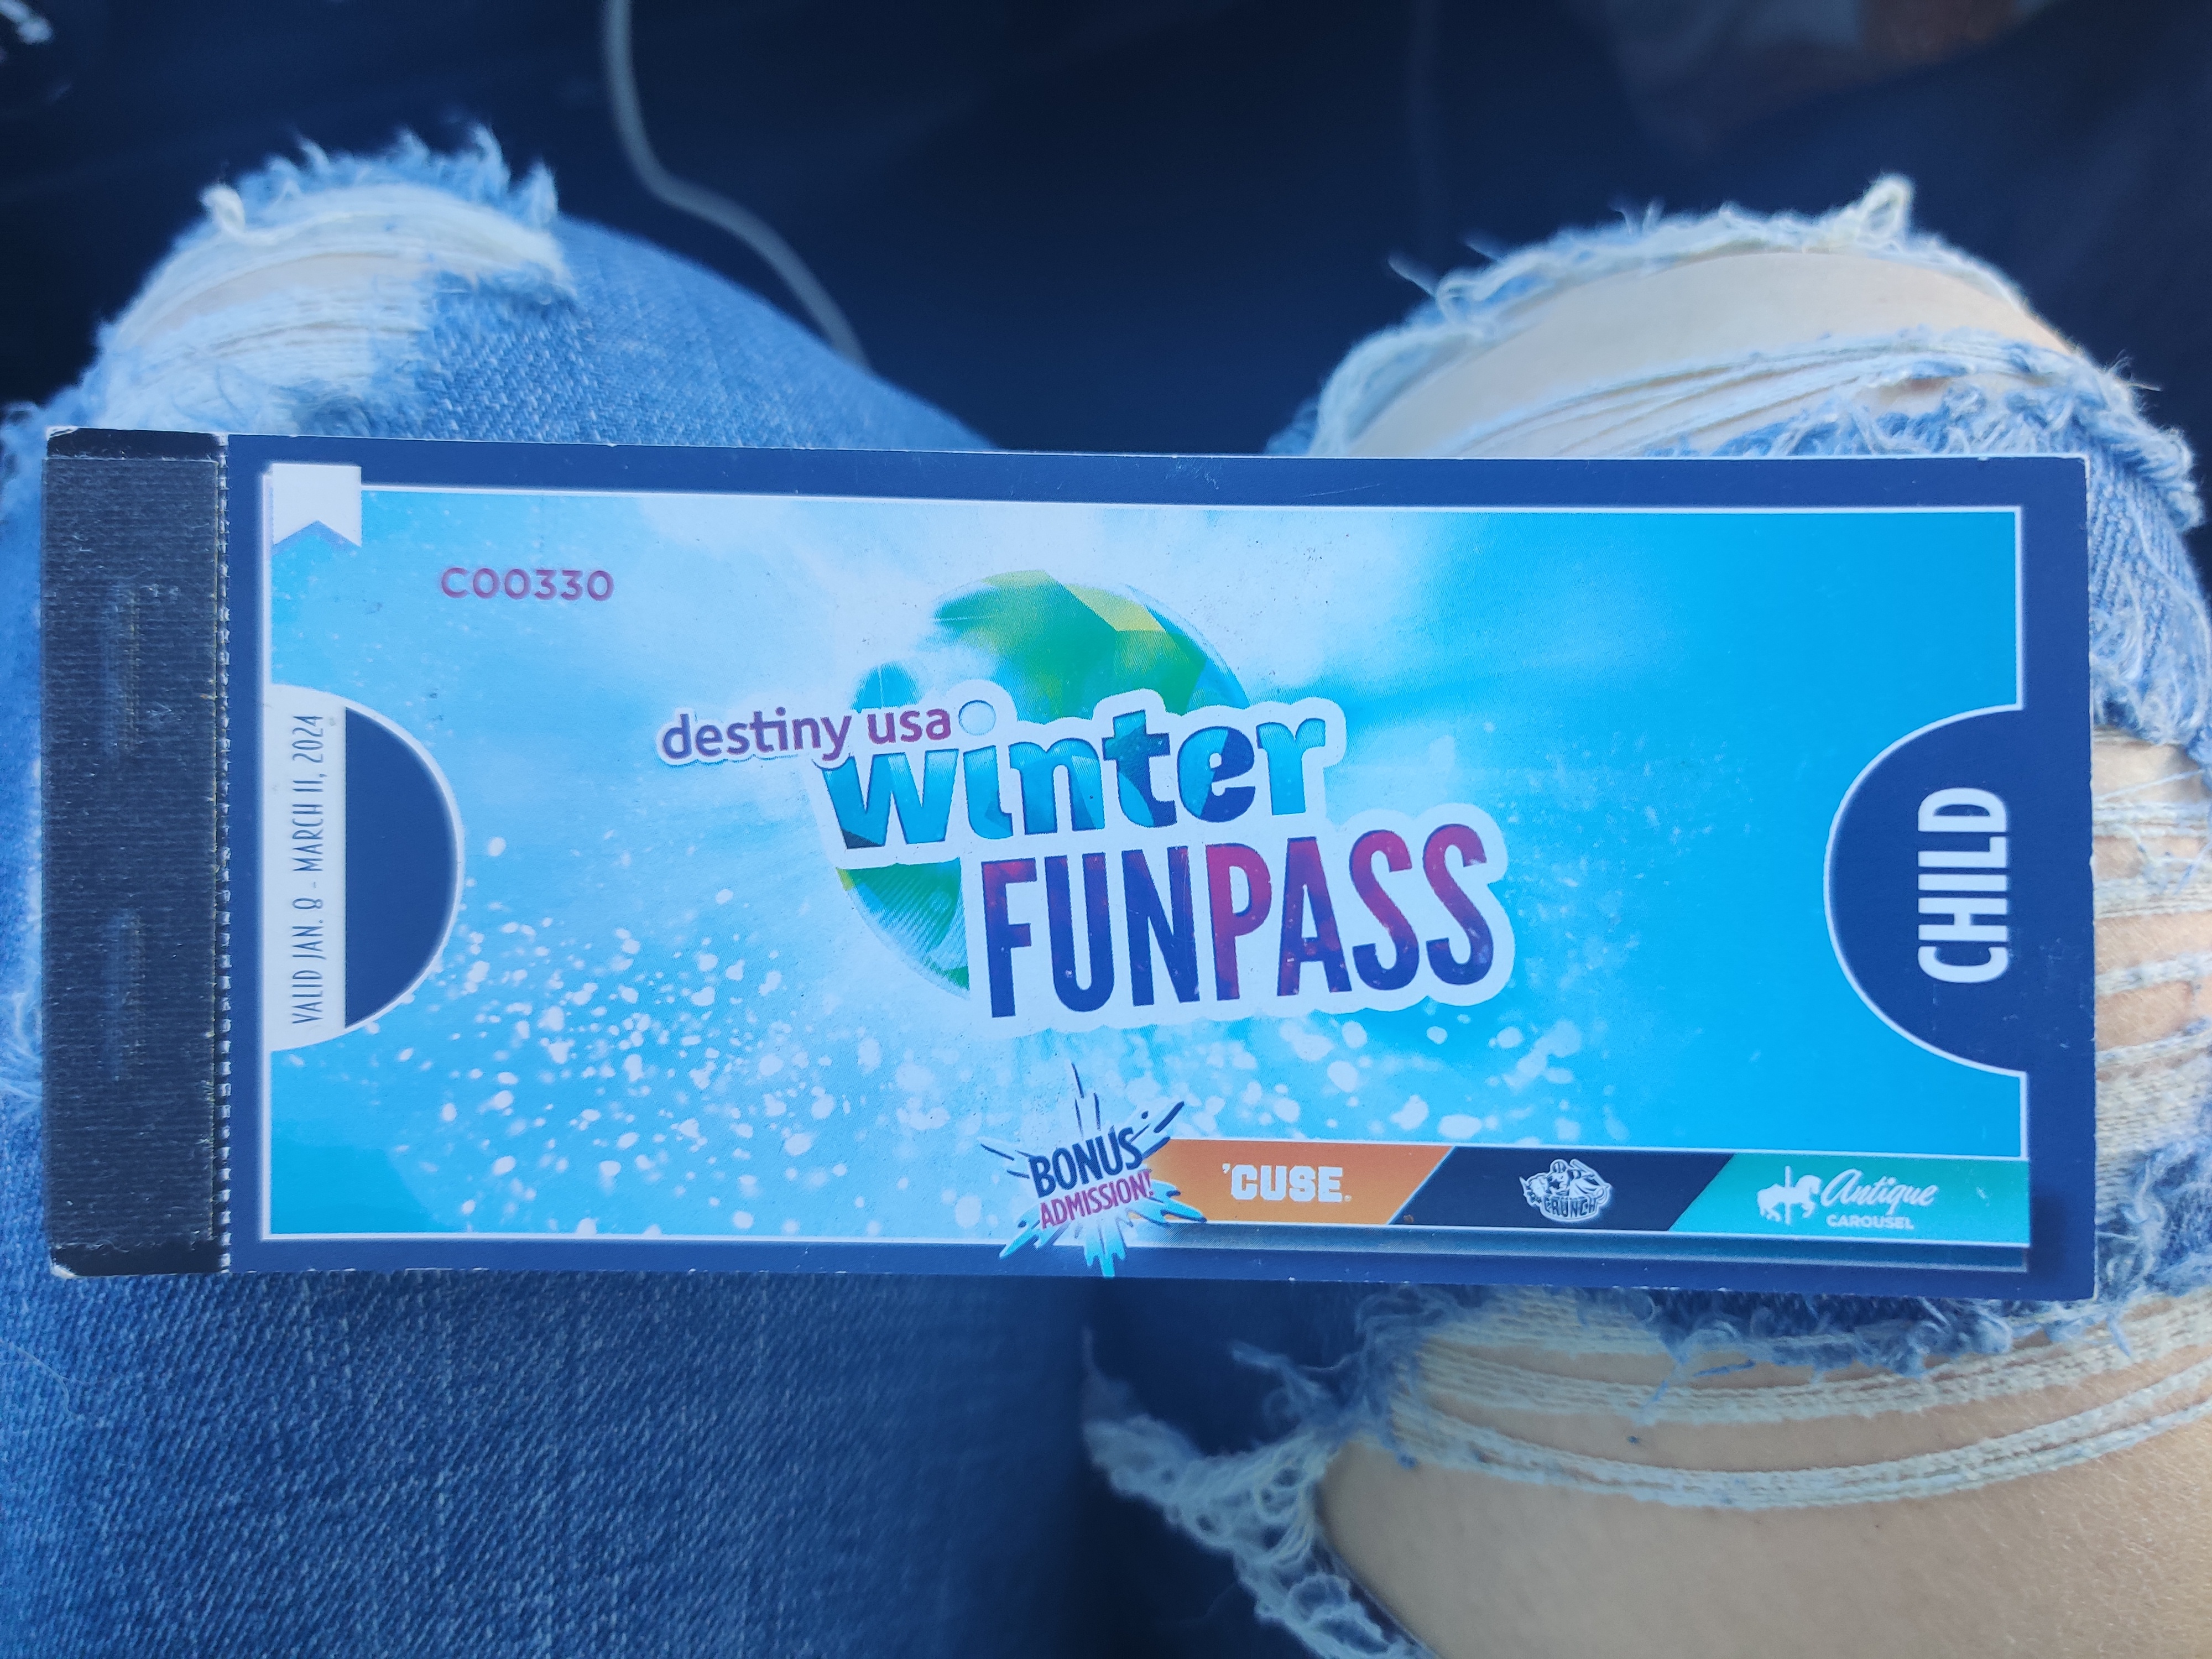 C00330
VALID JAN. 8 - MARCH 11, 2024
destiny usa
winter
FUNPASS
CHILD
BONUS
ADMISSION!
'CUSE.
CRUNCH
Antique
CAROUSEL